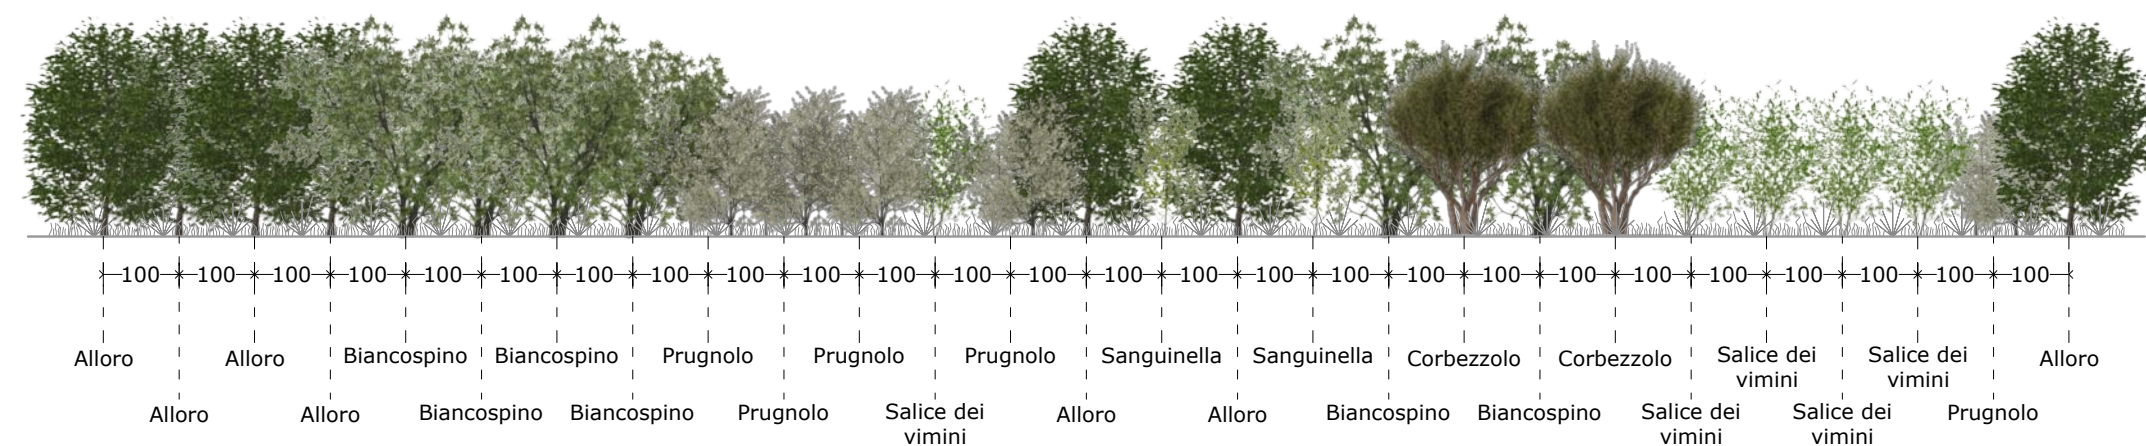 100 100 100 100 100 100 100 100 100 100 100 100 100 100 100 100 100 100 100 100 100 100 100 100 100 100
Alloro Alloro Biancospino Biancospino Prugnolo Prugnolo Prugnolo Sanguinella Sanguinella Corbezzolo Corbezzolo Salice dei Salice dei Alloro
vimini vimini
Alloro Alloro Biancospino Biancospino Prugnolo Salice dei Alloro Alloro Biancospino Biancospino Salice dei Salice dei Prugnolo
vimini vimini vimini